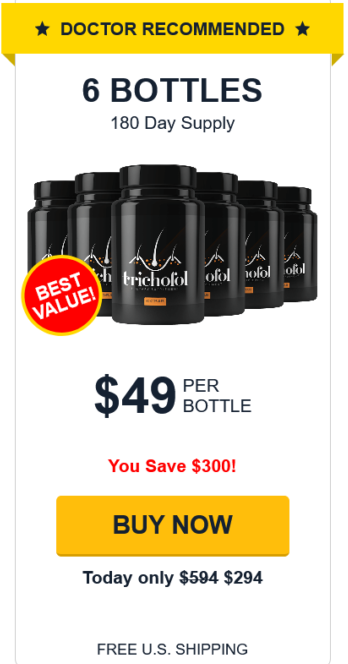 ★ DOCTOR RECOMMENDED ★
6 BOTTLES
180 Day Supply
trichofol
BEST
VALUE!
$49 PER
BOTTLE
You Save $300!
BUY NOW
Today only $594 $294
FREE U.S. SHIPPING